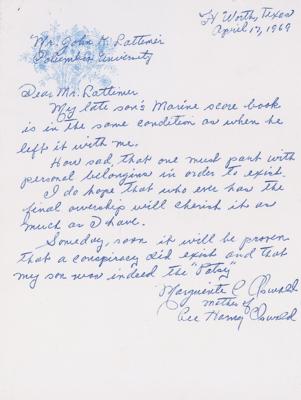 Ft Worth, Texas
April 17, 1969
Mr. John K Lattimer
Columbia University
Dear Mr. Lattimer
My late son's Marine score book
is in the same condition as when he
left it with me.
How sad, that one must part with
personal belongins in order to exist.
I do hope that who ever has the
final owership will cherish it as
much as I have.
Someday, soon it will be proven
that a conspiracy did exist and that
my son was indeed the "Patsy"
Marguerite C Oswald
mother of
Lee Harvey Oswald